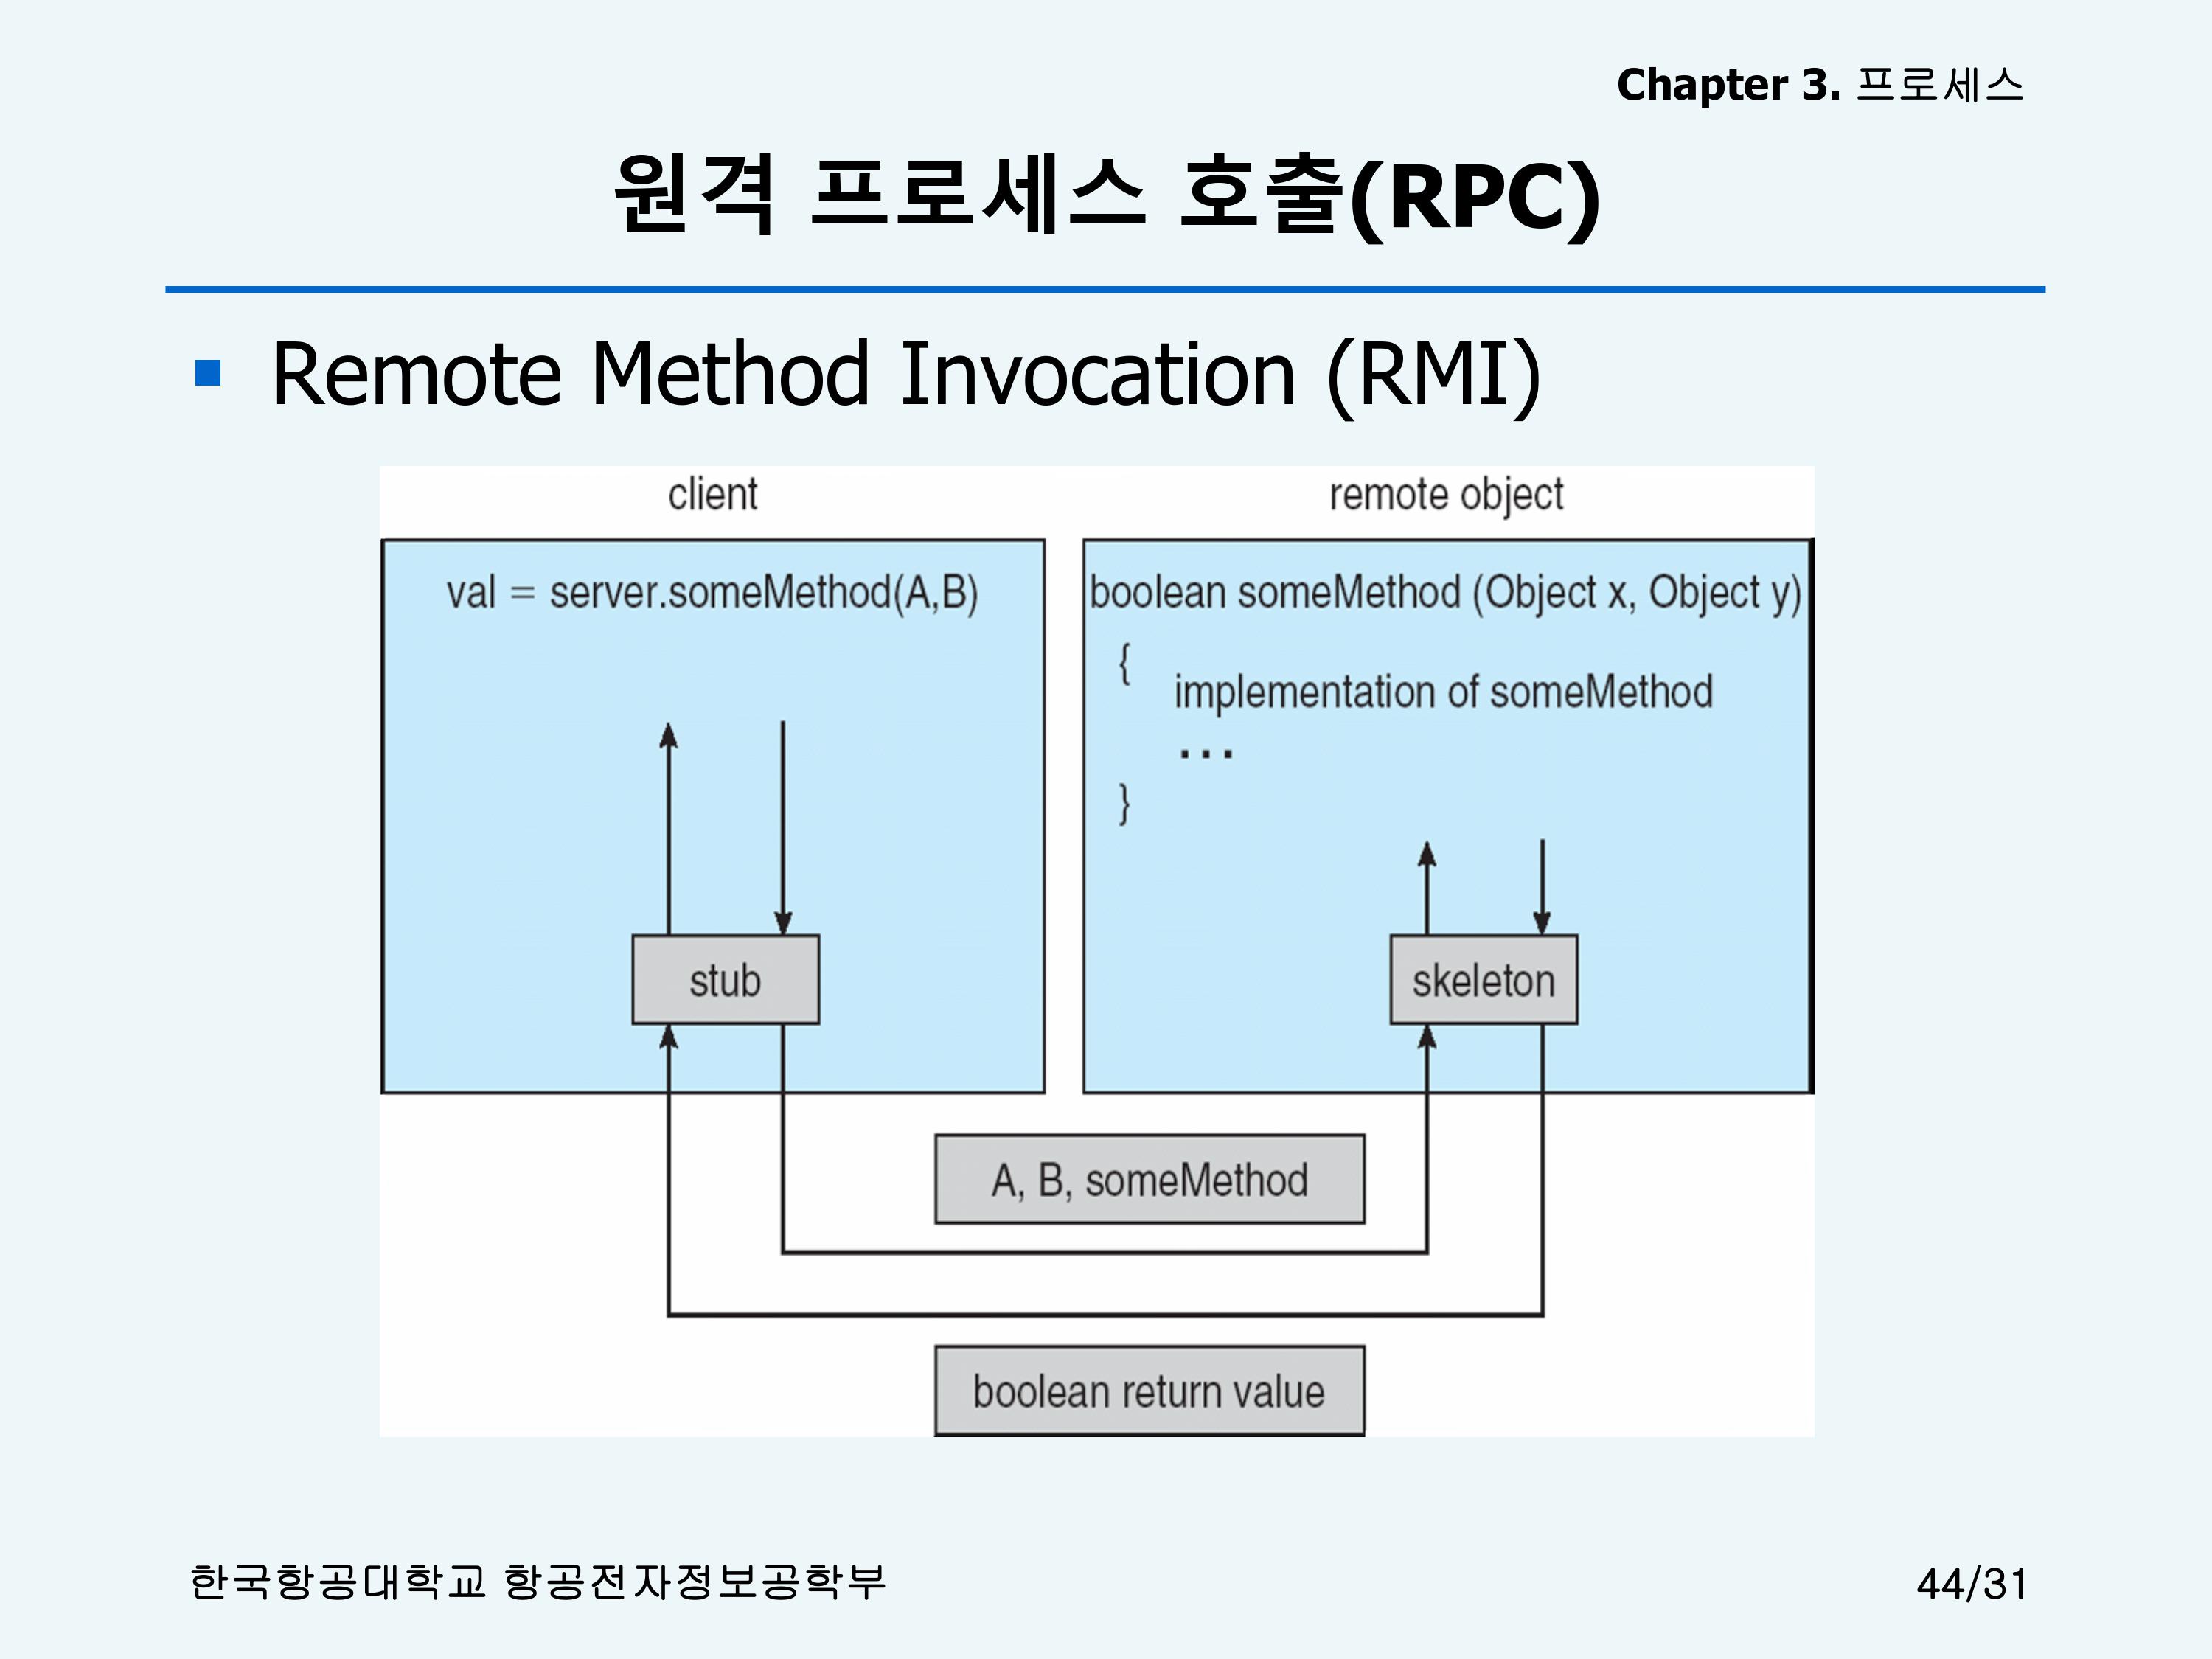 Chapter 3. 프로세스
원격 프로세스 호출(RPC)
Remote Method Invocation (RMI)
client
remote object
val = server.someMethod(A,B)
boolean someMethod (Object x, Object y)
{
implementation of someMethod
...
}
stub
skeleton
A, B, someMethod
boolean return value
한국항공대학교 항공전자정보공학부
44/31